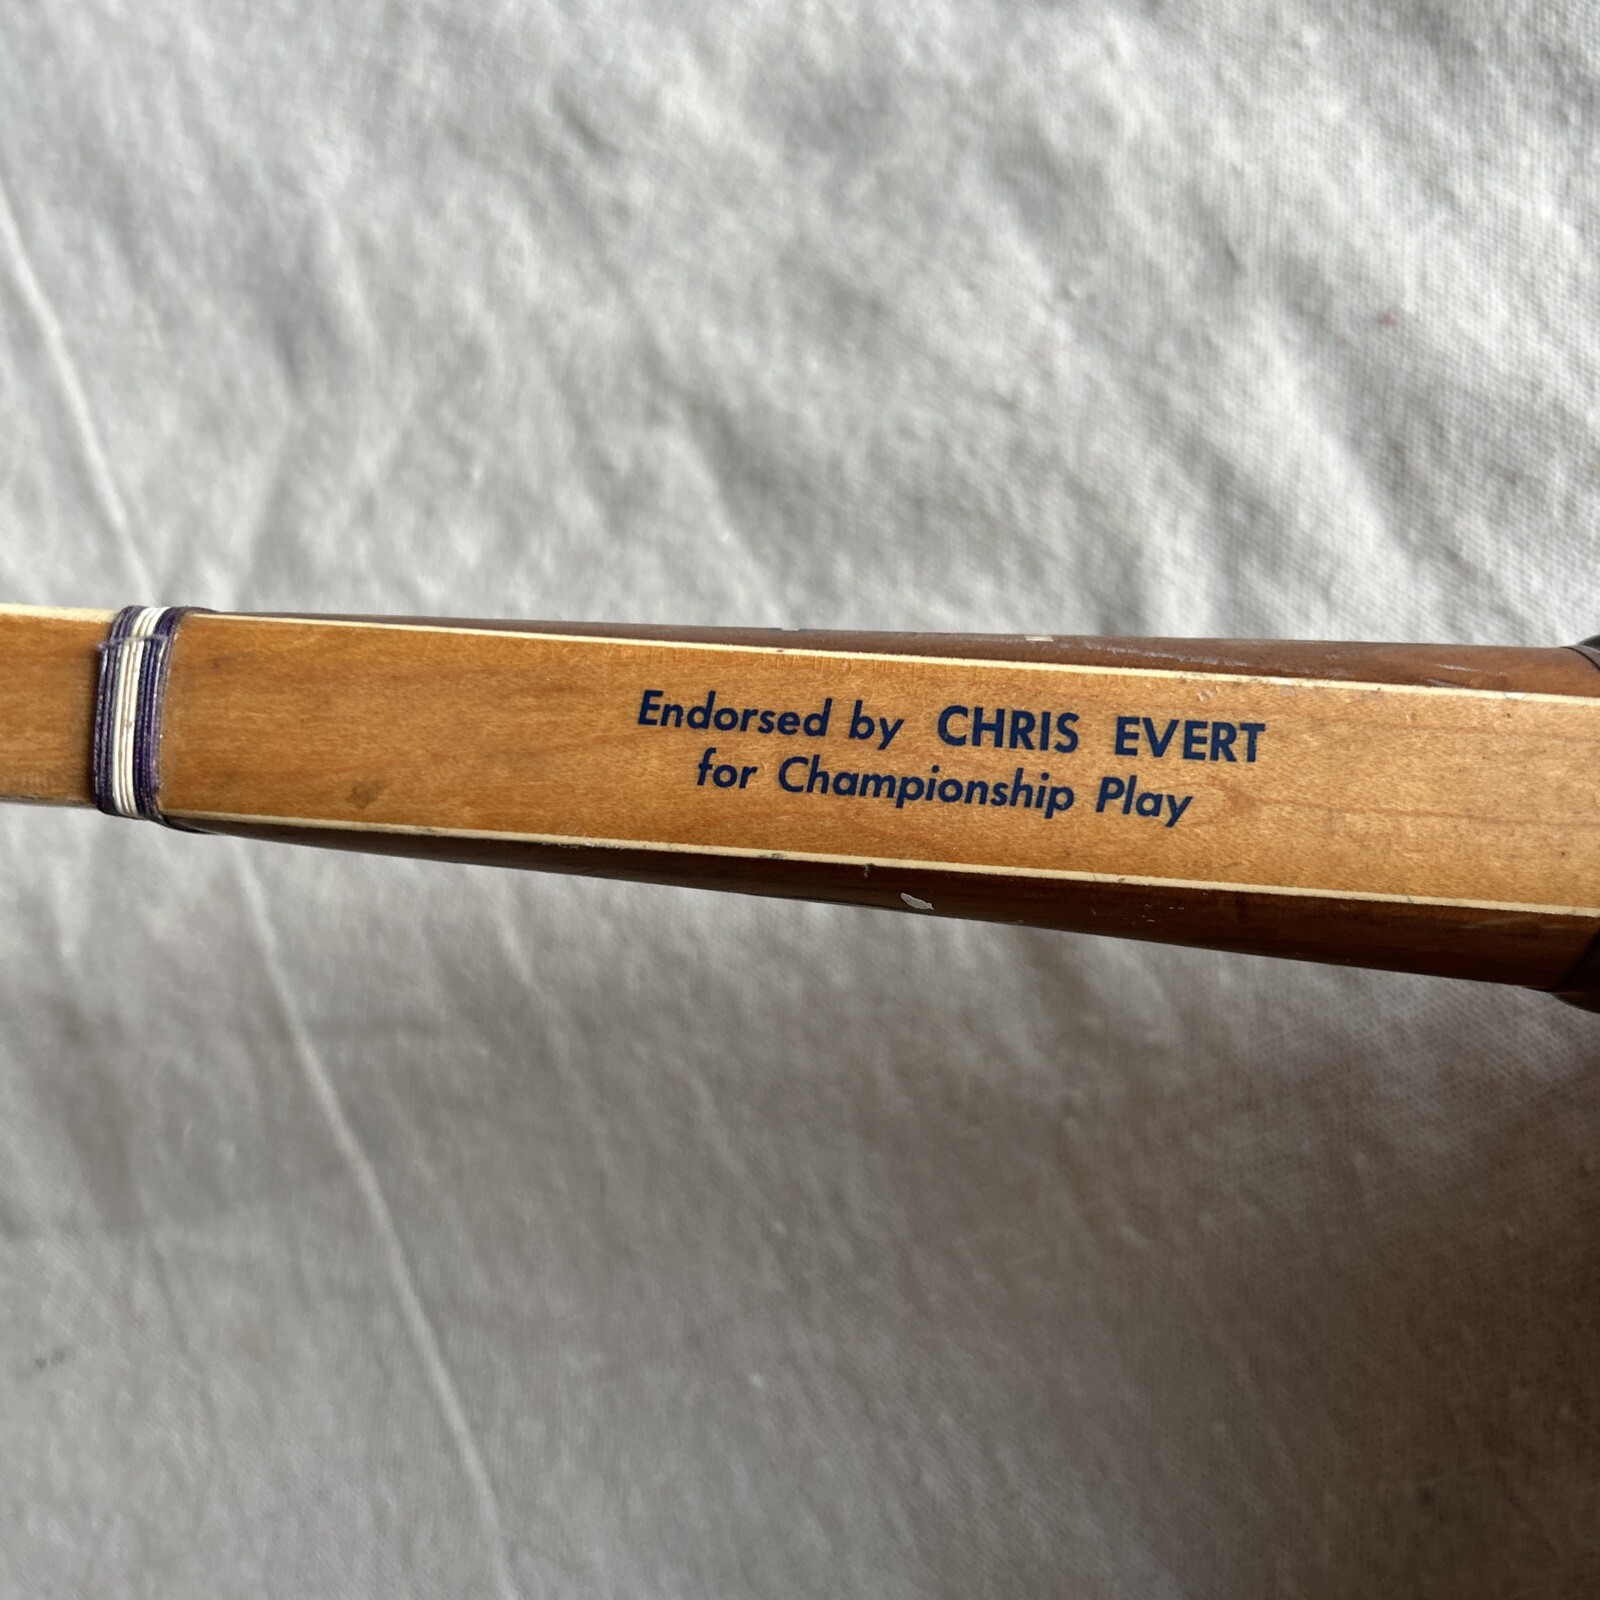 Endorsed by CHRIS EVERT
for Championship Play